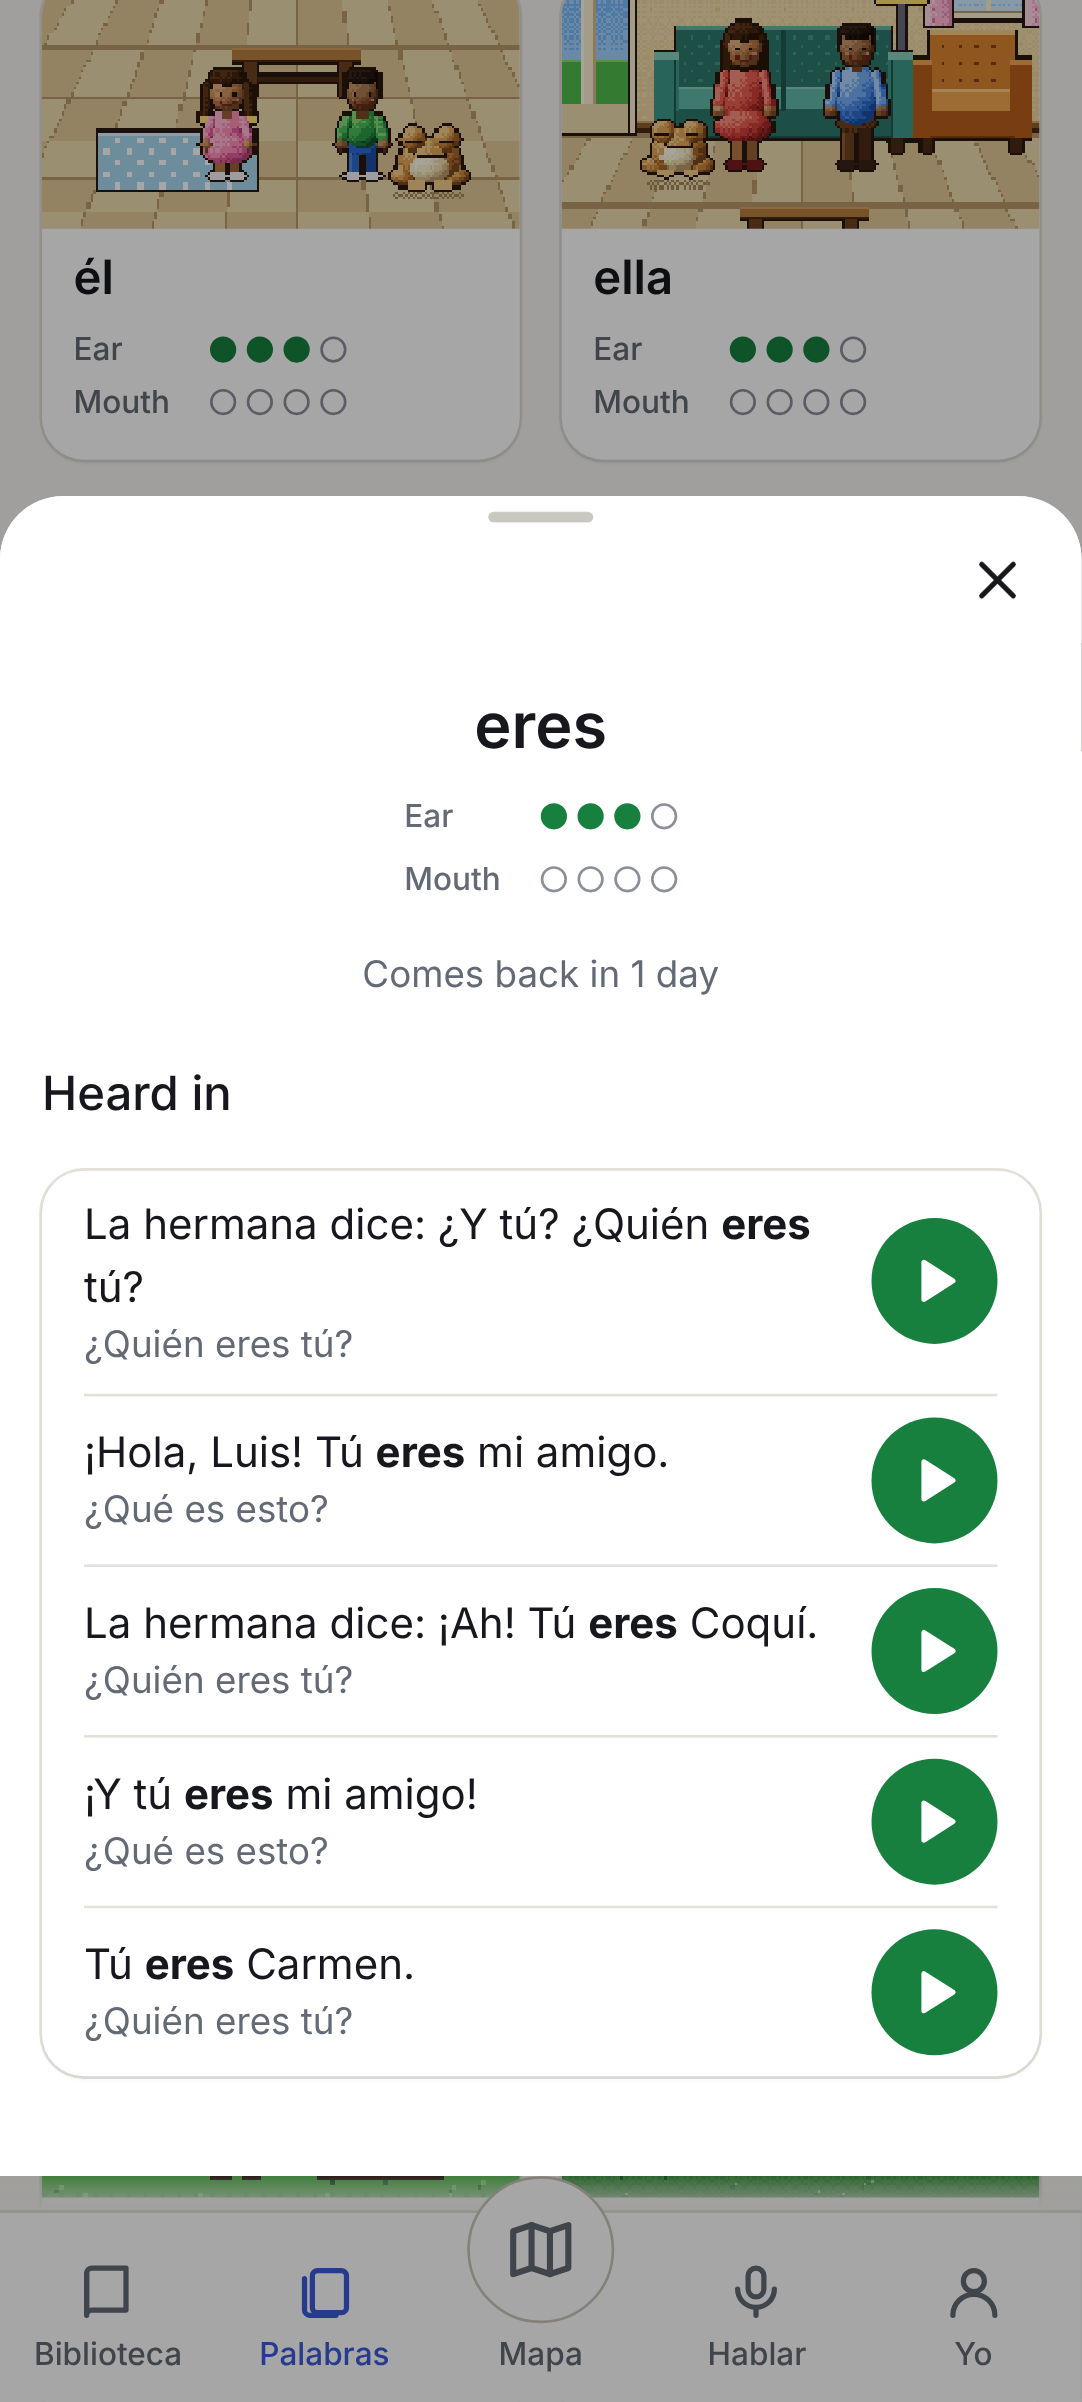 él
ella
Ear
Ear
Mouth
Mouth
eres
Ear
Mouth
Comes back in 1 day
Heard in
La hermana dice: ¿Y tú? ¿Quién eres
tú?
¿Quién eres tú?
¡Hola, Luis! Tú eres mi amigo.
¿Qué es esto?
La hermana dice: ¡Ah! Tú eres Coquí.
¿Quién eres tú?
¡Y tú eres mi amigo!
¿Qué es esto?
Tú eres Carmen.
¿Quién eres tú?
Biblioteca
Palabras
Mapa
Hablar
Yo